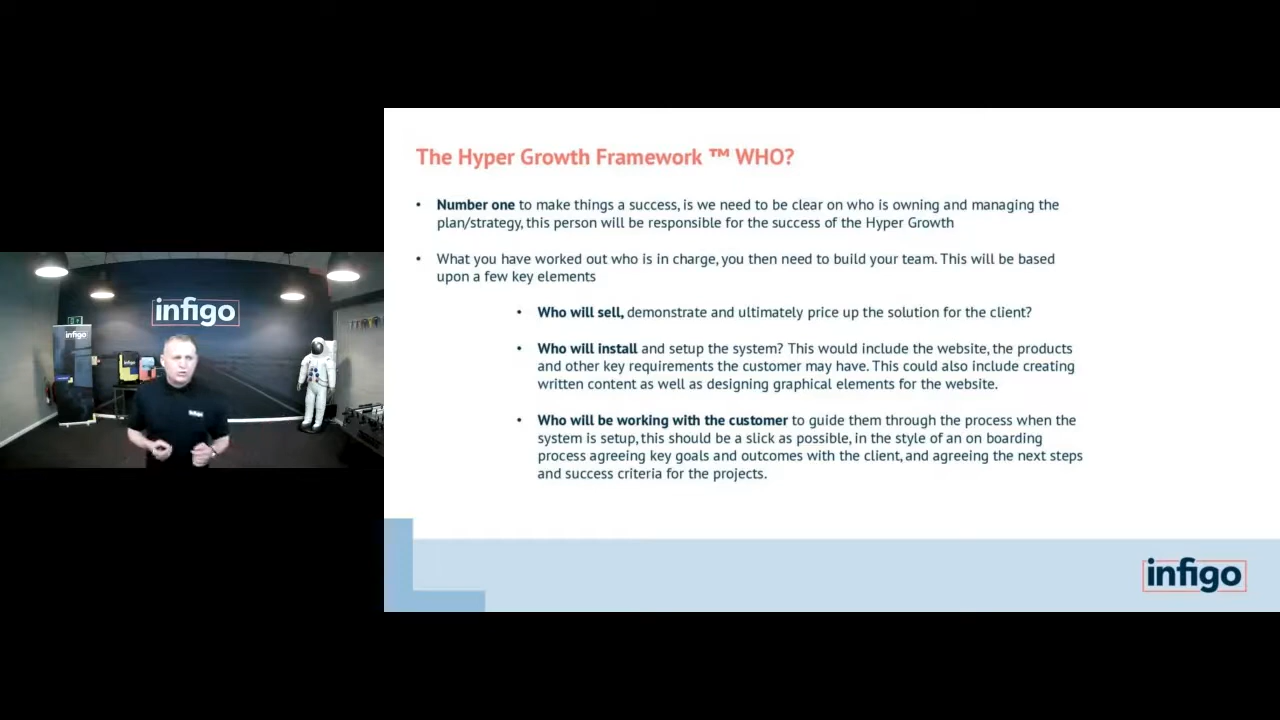 The Hyper Growth Framework ™ WHO?
• Number one to make things a success, is we need to be clear on who is owning and managing the
plan/strategy, this person will be responsible for the success of the Hyper Growth
• What you have worked out who is in charge, you then need to build your team. This will be based
upon a few key elements
• Who will sell, demonstrate and ultimately price up the solution for the client?
• Who will install and setup the system? This would include the website, the products
and other key requirements the customer may have. This could also include creating
written content as well as designing graphical elements for the website.
• Who will be working with the customer to guide them through the process when the
system is setup, this should be a slick as possible, in the style of an on boarding
process agreeing key goals and outcomes with the client, and agreeing the next steps
and success criteria for the projects.
infigo
infigo
infigo